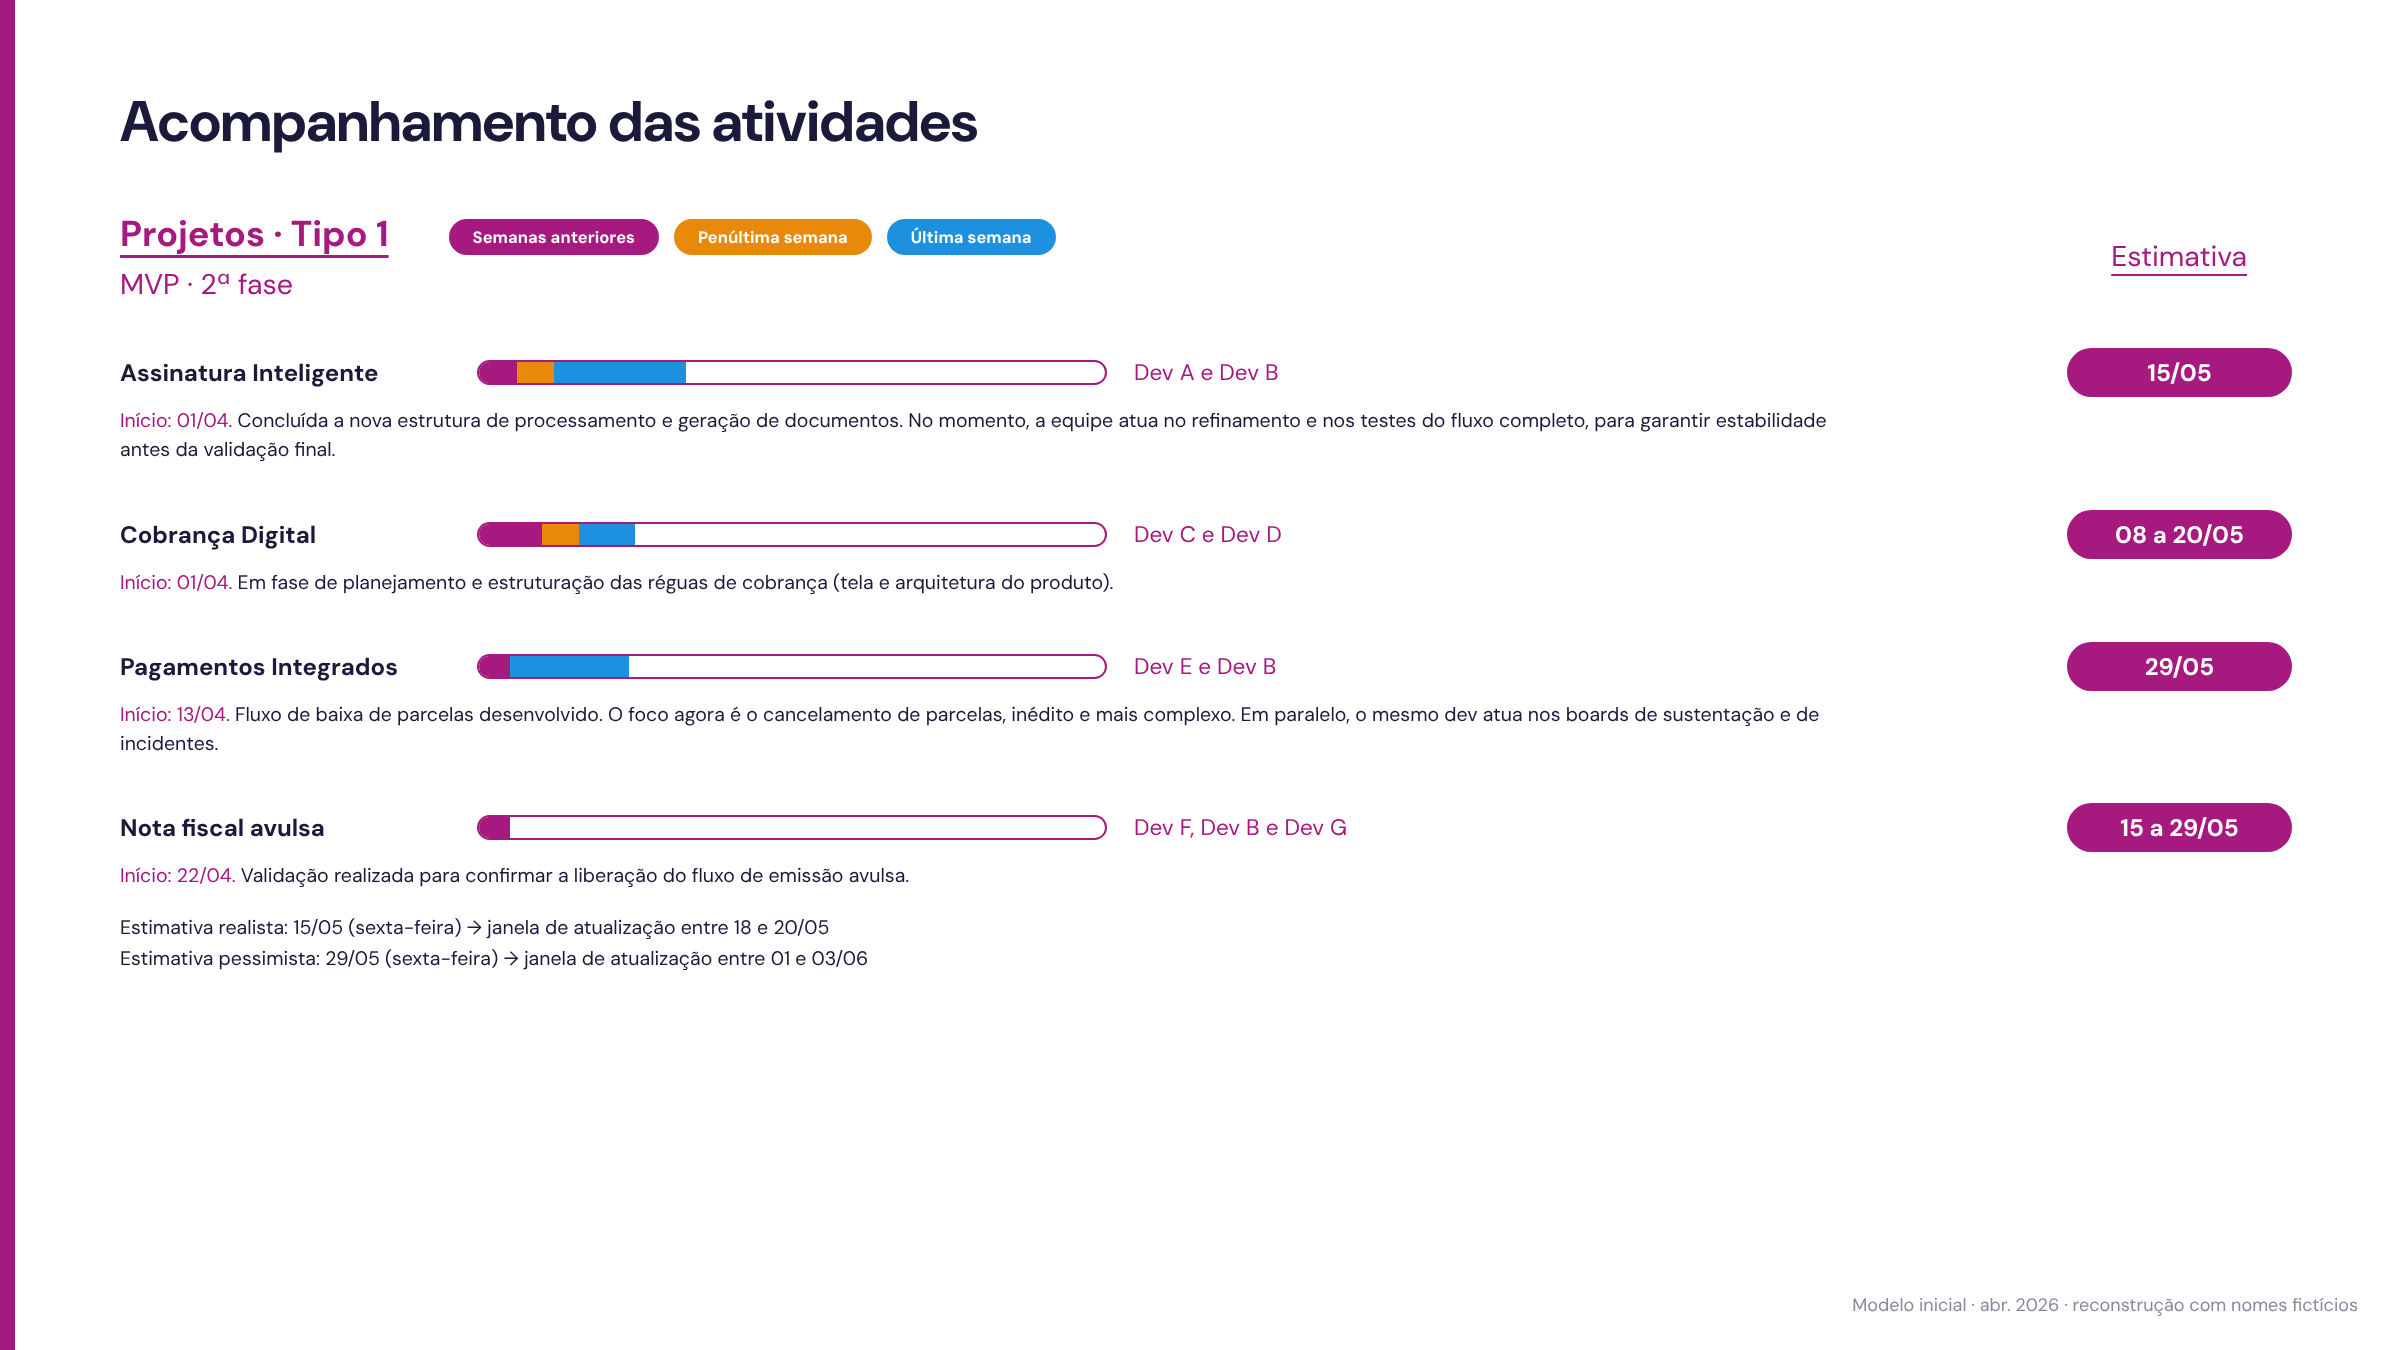 Acompanhamento das atividades
Projetos · Tipo 1
Semanas anteriores
Penúltima semana
Última semana
MVP · 2ª fase
Estimativa
Assinatura Inteligente
Dev A e Dev B
15/05
Início: 01/04. Concluída a nova estrutura de processamento e geração de documentos. No momento, a equipe atua no refinamento e nos testes do fluxo completo, para garantir estabilidade
antes da validação final.
Cobrança Digital
Dev C e Dev D
08 a 20/05
Início: 01/04. Em fase de planejamento e estruturação das réguas de cobrança (tela e arquitetura do produto).
Pagamentos Integrados
Dev E e Dev B
29/05
Início: 13/04. Fluxo de baixa de parcelas desenvolvido. O foco agora é o cancelamento de parcelas, inédito e mais complexo. Em paralelo, o mesmo dev atua nos boards de sustentação e de
incidentes.
Nota fiscal avulsa
Dev F, Dev B e Dev G
15 a 29/05
Início: 22/04. Validação realizada para confirmar a liberação do fluxo de emissão avulsa.
Estimativa realista: 15/05 (sexta-feira) → janela de atualização entre 18 e 20/05
Estimativa pessimista: 29/05 (sexta-feira) → janela de atualização entre 01 e 03/06
Modelo inicial · abr. 2026 · reconstrução com nomes fictícios